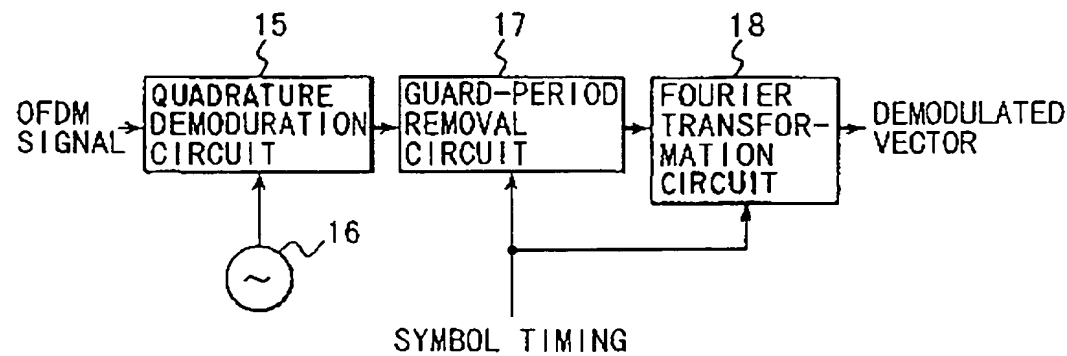 15
17
18
OFDM
SIGNAL
QUADRATURE
DEMODURATION
CIRCUIT
GUARD-PERIOD
REMOVAL
CIRCUIT
FOURIER
TRANSFOR-
MATION
CIRCUIT
DEMODULATED
VECTOR
~
16
SYMBOL TIMING